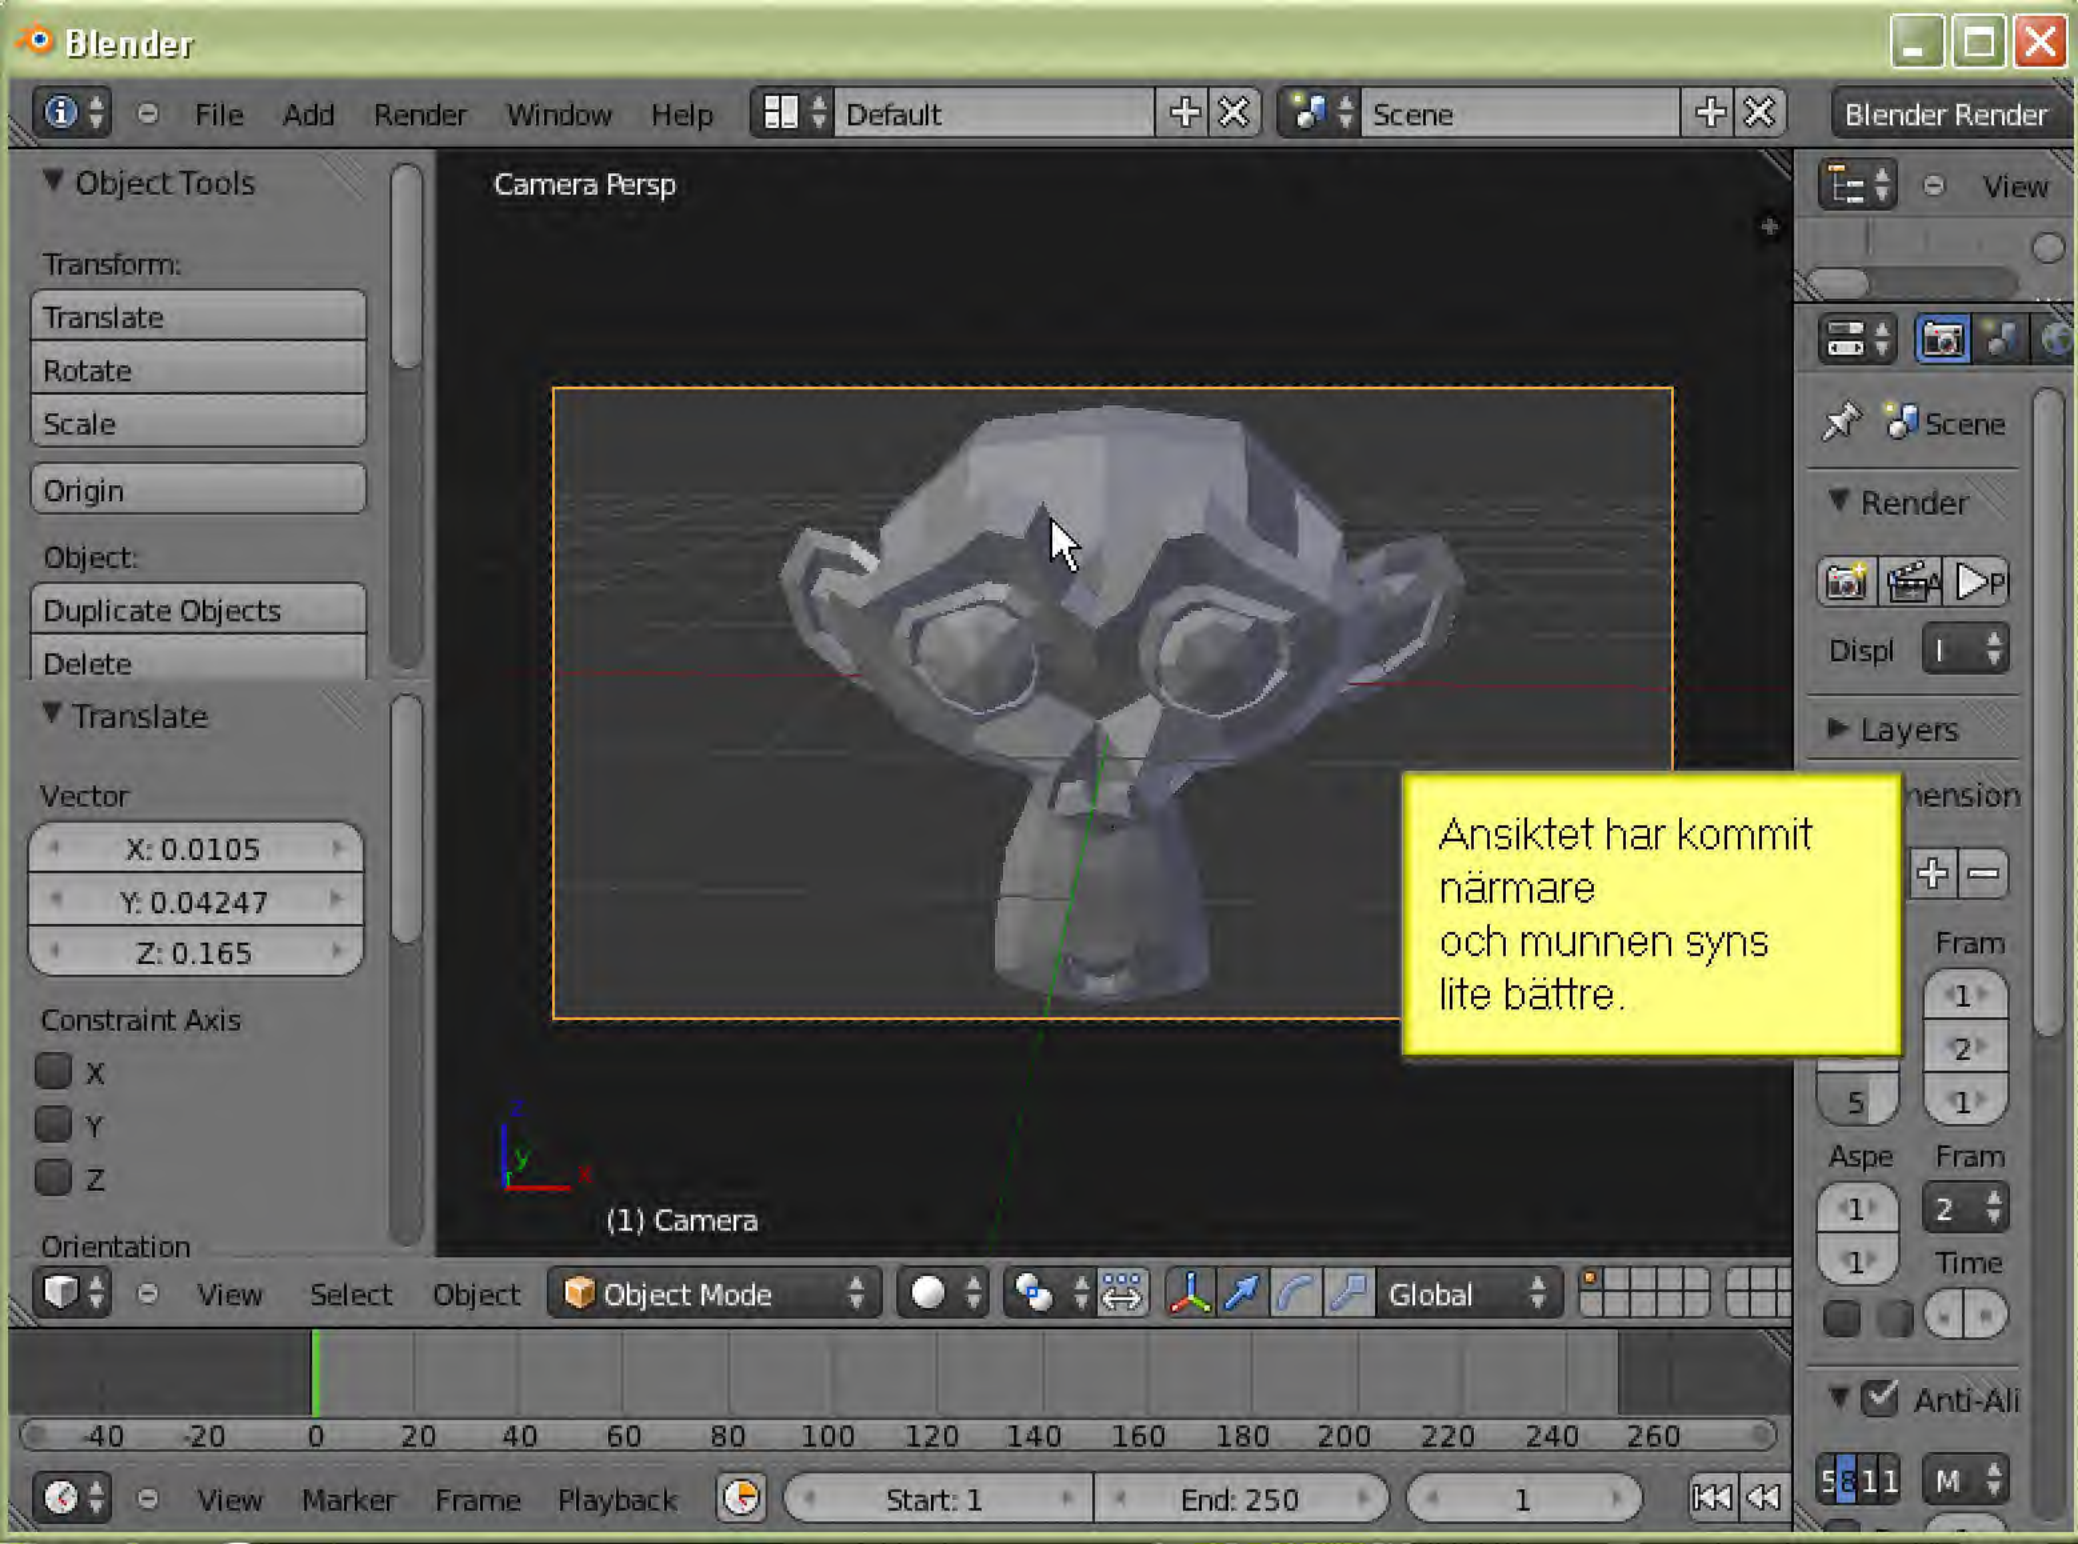 Blender
File Add Render Window Help Default Scene Blender Render
Object Tools
Transform:
Translate
Rotate
Scale
Origin
Object:
Duplicate Objects
Delete
Translate
Vector
X: 0.0105
Y: 0.04247
Z: 0.165
Constraint Axis
X
Y
Z
Orientation
Camera Persp
Ansiktet har kommit
närmare
och munnen syns
lite bättre.
z
y
x
(1) Camera
View Select Object Object Mode Global
-40 -20 0 20 40 60 80 100 120 140 160 180 200 220 240 260
View Marker Frame Playback Start: 1 End: 250 1
View
Scene
Render
A P
Displ I
Layers
nension
Fram
1
2
5 1
Aspe Fram
1 2
1 Time
Anti-Ali
5 8 11 M